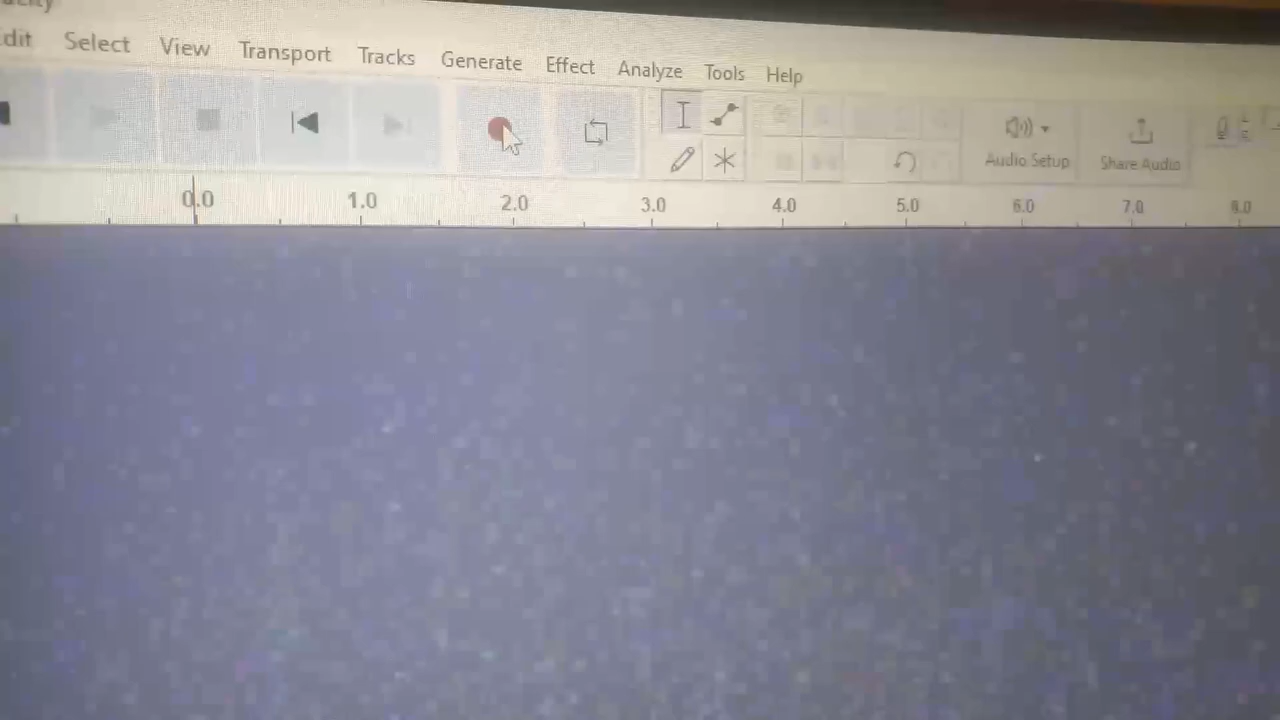 dit Select View Transport Tracks Generate Effect Analyze Tools Help
Audio Setup Share Audio
0.0 1.0 2.0 3.0 4.0 5.0 6.0 7.0 8.0